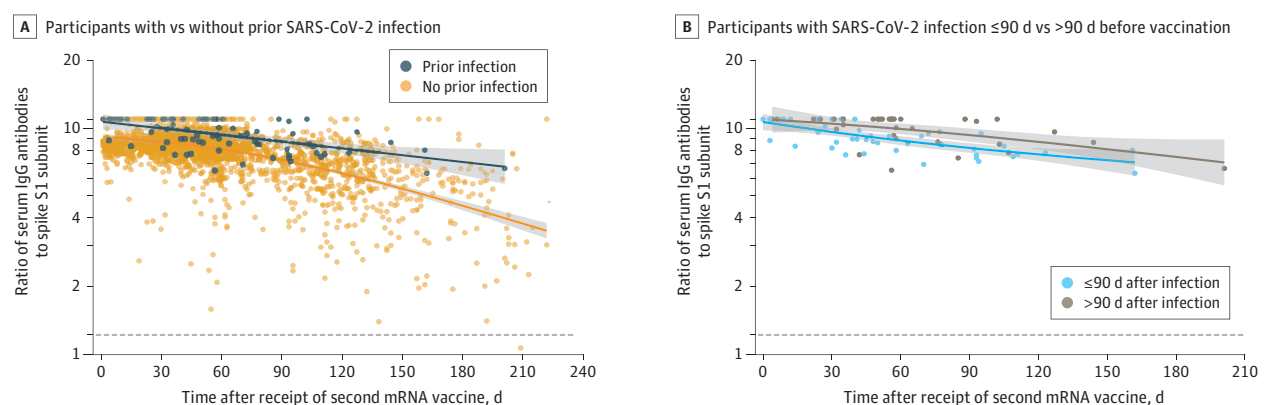 A Participants with vs without prior SARS-CoV-2 infection
20
10
8
4
2
1
Ratio of serum IgG antibodies
to spike S1 subunit
Prior infection
No prior infection
0 30 60 90 120 150 180 210 240
Time after receipt of second mRNA vaccine, d
B Participants with SARS-CoV-2 infection ≤90 d vs >90 d before vaccination
20
10
8
4
2
1
Ratio of serum IgG antibodies
to spike S1 subunit
≤90 d after infection
>90 d after infection
0 30 60 90 120 150 180 210
Time after receipt of second mRNA vaccine, d